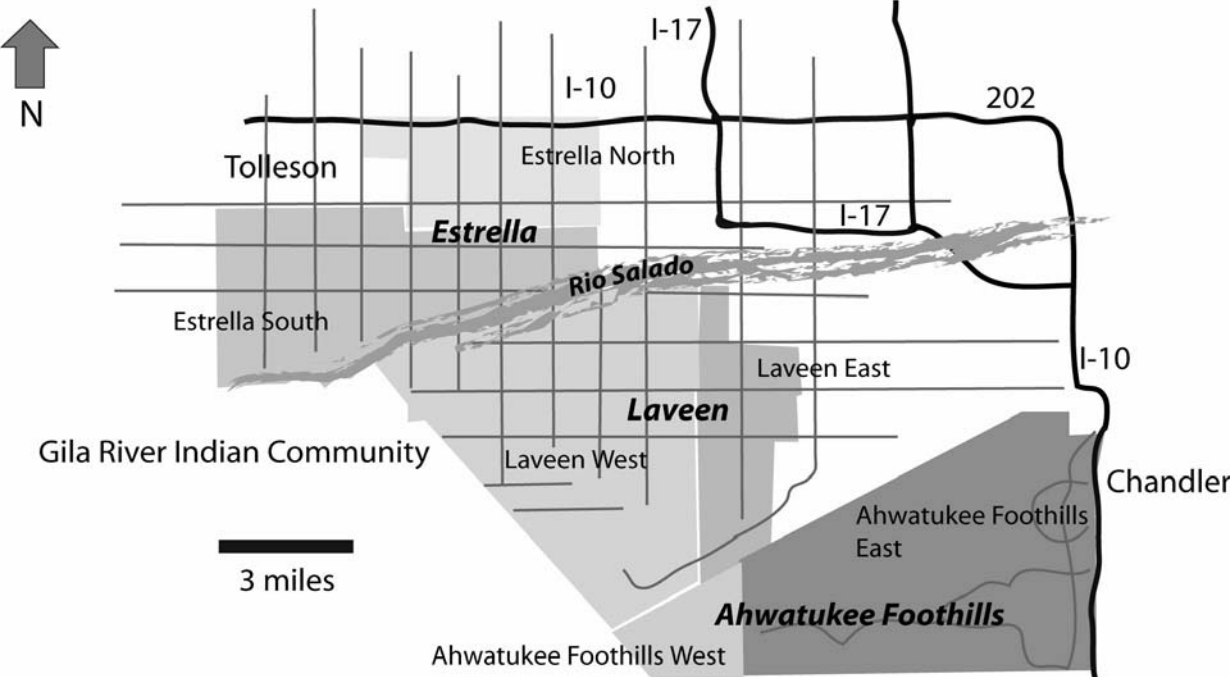 I-17
I-10
202
N
Tolleson
Estrella North
I-17
Estrella
Rio Salado
Estrella South
Laveen East
I-10
Laveen
Gila River Indian Community
Laveen West
Chandler
Ahwatukee Foothills
East
3 miles
Ahwatukee Foothills
Ahwatukee Foothills West